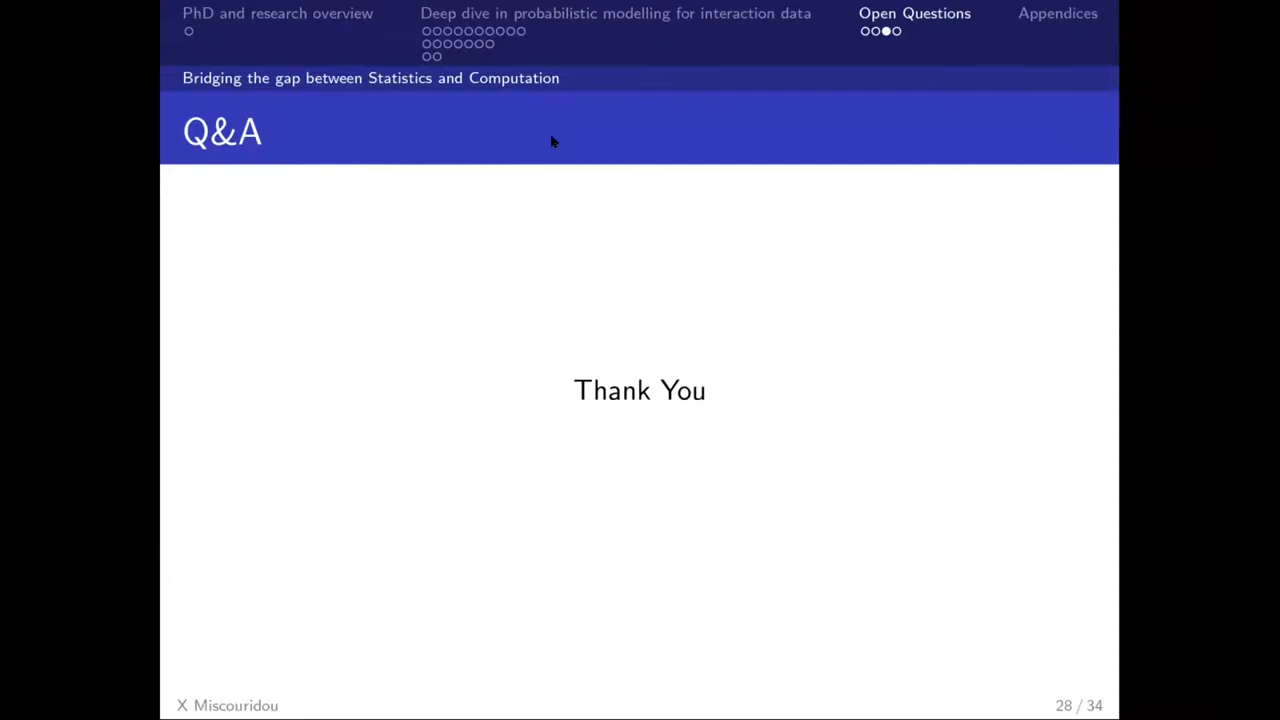 PhD and research overview
Deep dive in probabilistic modelling for interaction data
Open Questions
Appendices
Bridging the gap between Statistics and Computation
Q&A
Thank You
X Miscouridou
28 / 34